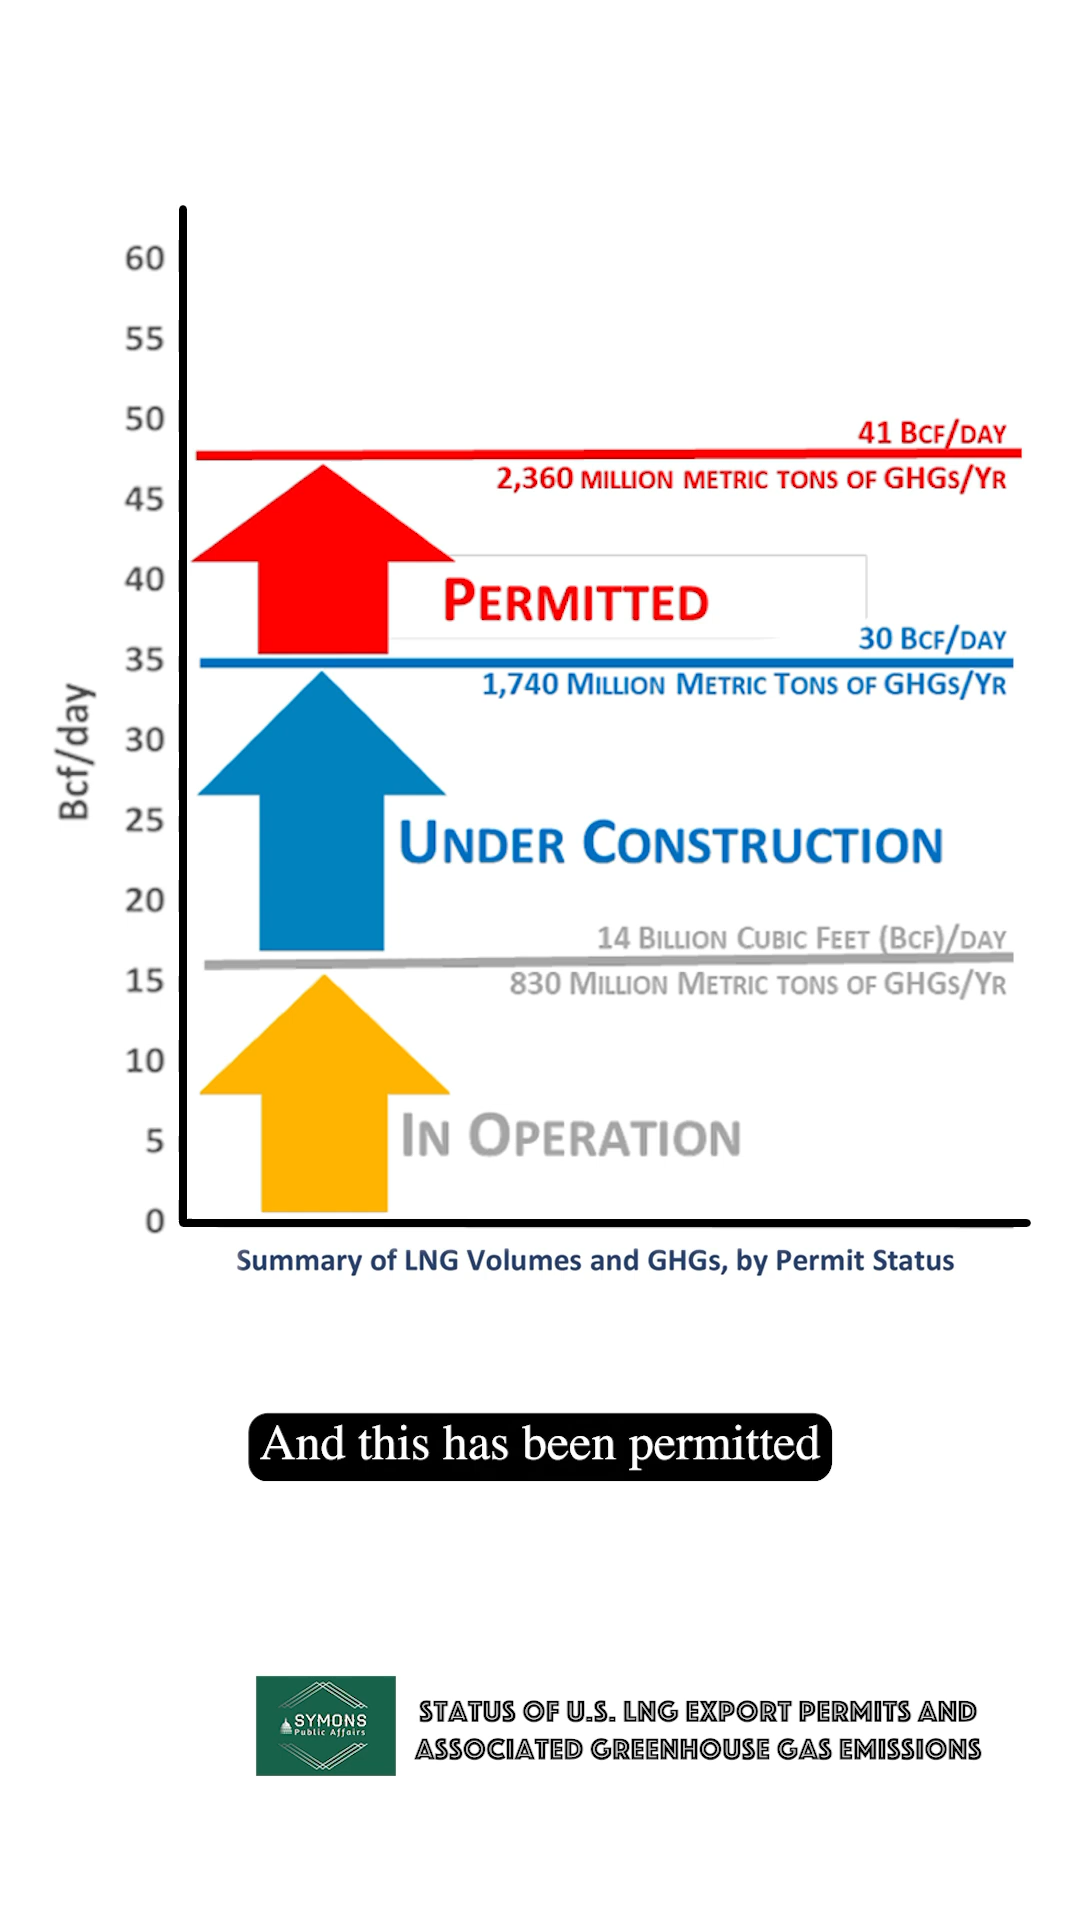 60
55
50
45
40
35
30
25
20
15
10
5
0
Bcf/day
41 BCF/DAY
2,360 MILLION METRIC TONS OF GHGS/YR
PERMITTED
30 BCF/DAY
1,740 MILLION METRIC TONS OF GHGS/YR
UNDER CONSTRUCTION
14 BILLION CUBIC FEET (BCF)/DAY
830 MILLION METRIC TONS OF GHGS/YR
IN OPERATION
Summary of LNG Volumes and GHGs, by Permit Status
And this has been permitted
SYMONS
Public Affairs
STATUS OF U.S. LNG EXPORT PERMITS AND
ASSOCIATED GREENHOUSE GAS EMISSIONS